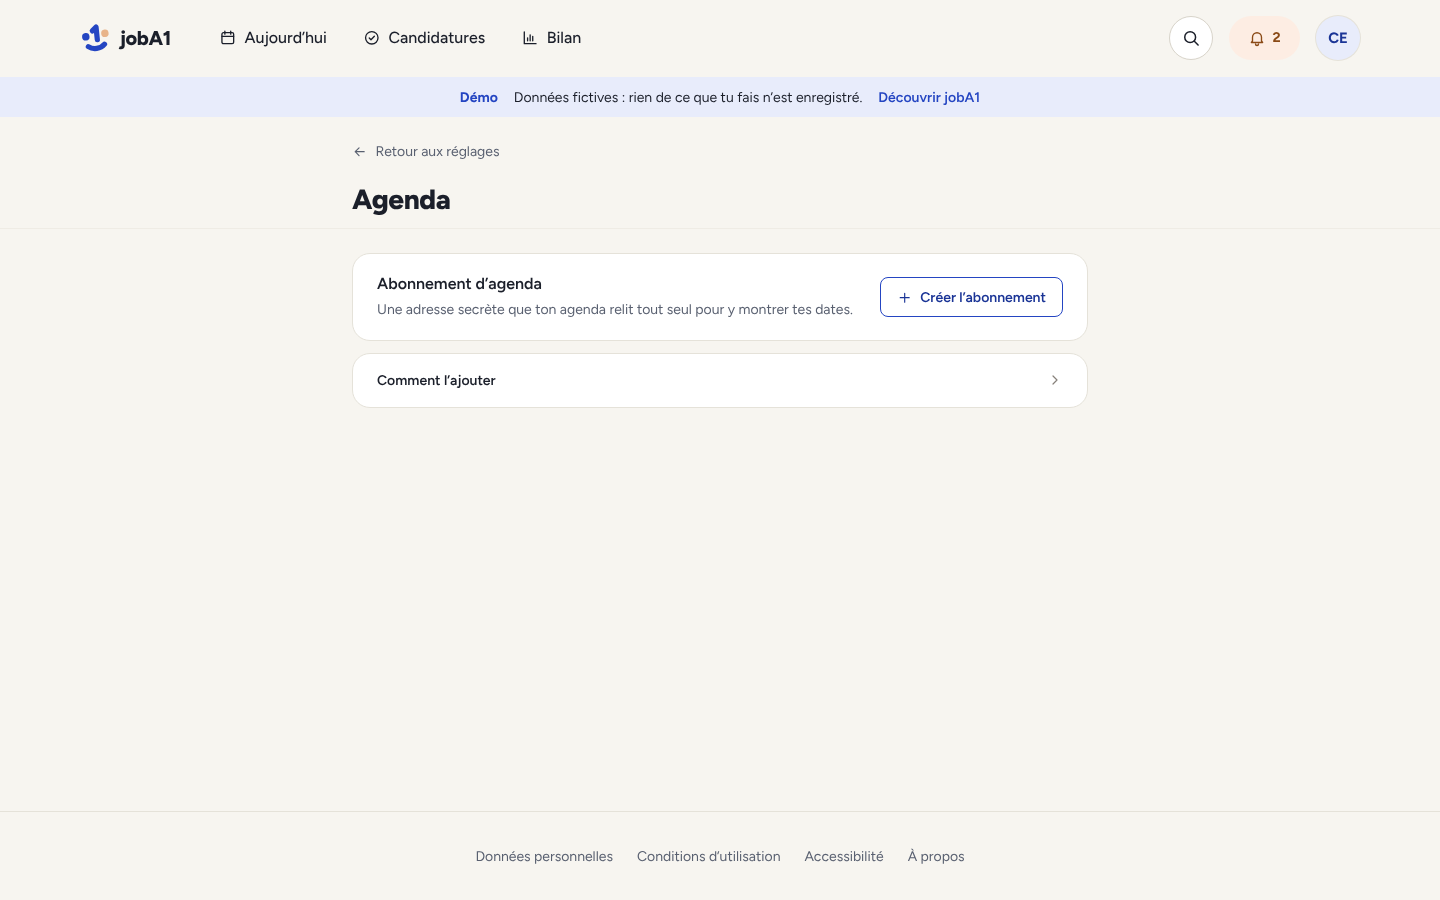 jobA1
Aujourd’hui
Candidatures
Bilan
2
CE
Démo Données fictives : rien de ce que tu fais n’est enregistré. Découvrir jobA1
Retour aux réglages
Agenda
Abonnement d’agenda
Une adresse secrète que ton agenda relit tout seul pour y montrer tes dates.
Créer l’abonnement
Comment l’ajouter
Données personnelles
Conditions d’utilisation
Accessibilité
À propos